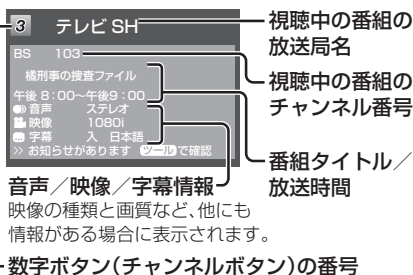 3 テレビ SH
BS 103
橘刑事の捜査ファイル
午後 8:00~午後9:00
音声 ステレオ
映像 1080i
字幕 入 日本語
>> お知らせがあります ツールで確認
視聴中の番組の
放送局名
視聴中の番組の
チャンネル番号
番組タイトル/
放送時間
音声/映像/字幕情報
映像の種類と画質など、他にも
情報がある場合に表示されます。
数字ボタン(チャンネルボタン)の番号